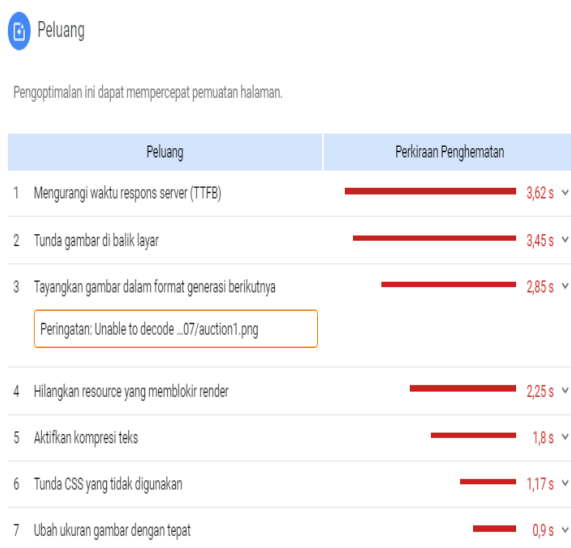 Peluang
Pengoptimalan ini dapat mempercepat pemuatan halaman.
Peluang Perkiraan Penghematan
1 Mengurangi waktu respons server (TTFB) 3,62 s
2 Tunda gambar di balik layar 3,45 s
3 Tayangkan gambar dalam format generasi berikutnya 2,85 s
Peringatan: Unable to decode ...07/auction1.png
4 Hilangkan resource yang memblokir render 2,25 s
5 Aktifkan kompresi teks 1,8 s
6 Tunda CSS yang tidak digunakan 1,17 s
7 Ubah ukuran gambar dengan tepat 0,9 s